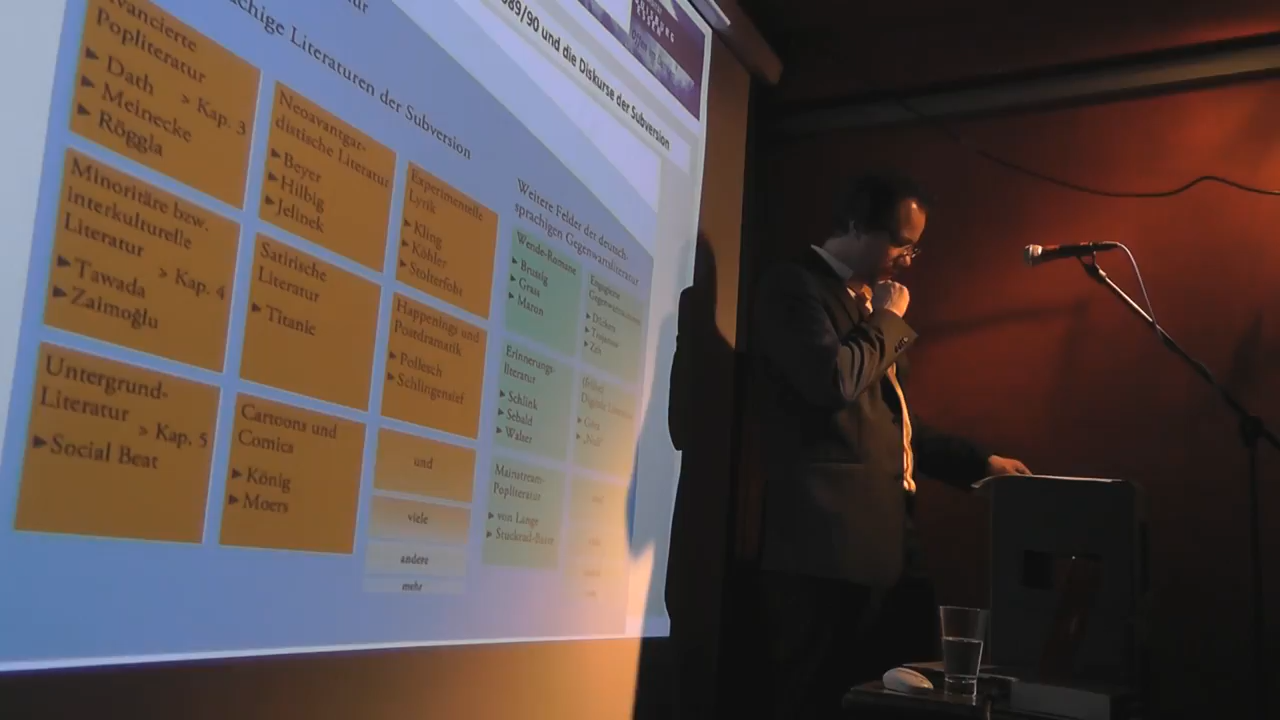 989/90 und die Diskurse der Subversion
chige Literaturen der Subversion
vancierte
Popliteratur
► Dath
► Meinecke
► Röggla
> Kap. 3
Neoavantgar-
distische Literatur
► Beyer
► Hilbig
► Jelinek
Experimentelle
Lyrik
► Kling
► Köhler
► Stolterfoht
Minoritäre bzw.
interkulturelle
Literatur
> Kap. 4
► Tawada
► Zaimoğlu
Satirische
Literatur
► Titanic
Happenings und
Postdramatik
► Pollesch
► Schlingensief
Untergrund-
Literatur
> Kap. 5
► Social Beat
Cartoons und
Comics
► König
► Moers
und
viele
andere
mehr
Weitere Felder der deutsch-
sprachigen Gegenwartsliteratur
Wende-Romane
► Brussig
► Grass
► Maron
Erinnerungs-
literatur
► Schlink
► Sebald
► Walser
Mainstream-
Popliteratur
► von Lange
► Stuckrad-Barre